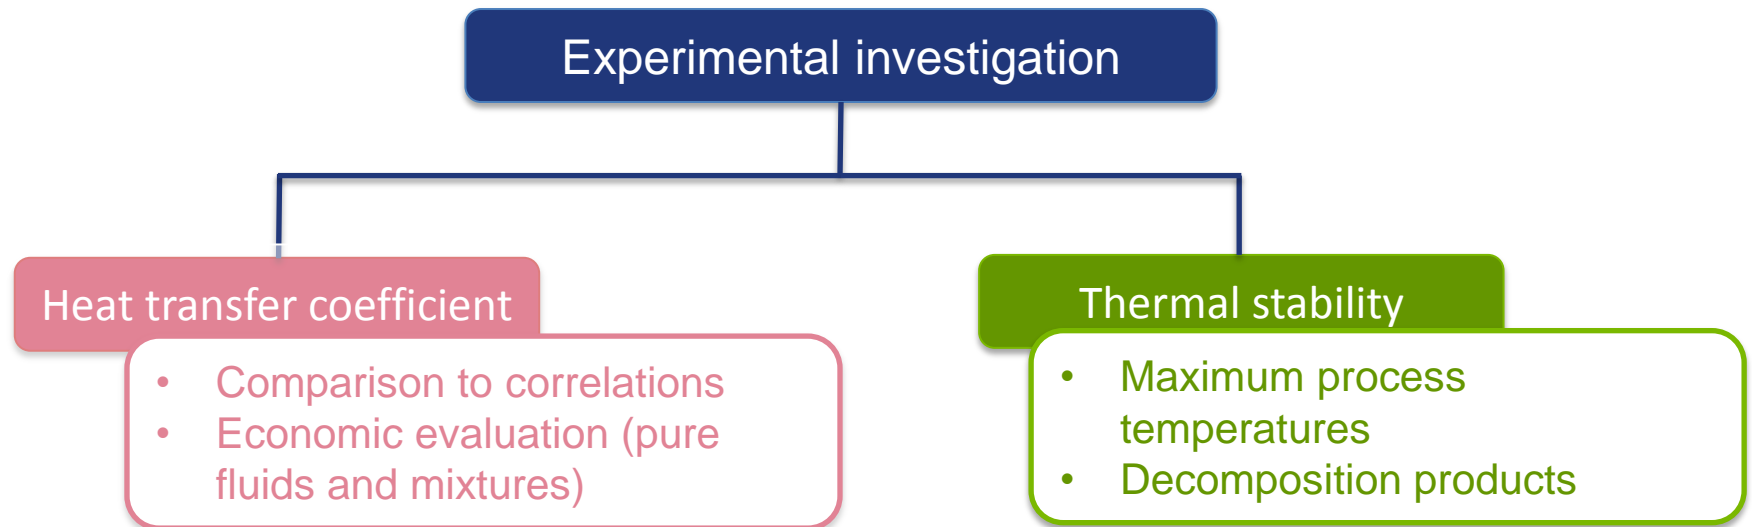 Experimental investigation
Heat transfer coefficient
• Comparison to correlations
• Economic evaluation (pure
fluids and mixtures)
Thermal stability
• Maximum process
temperatures
• Decomposition products